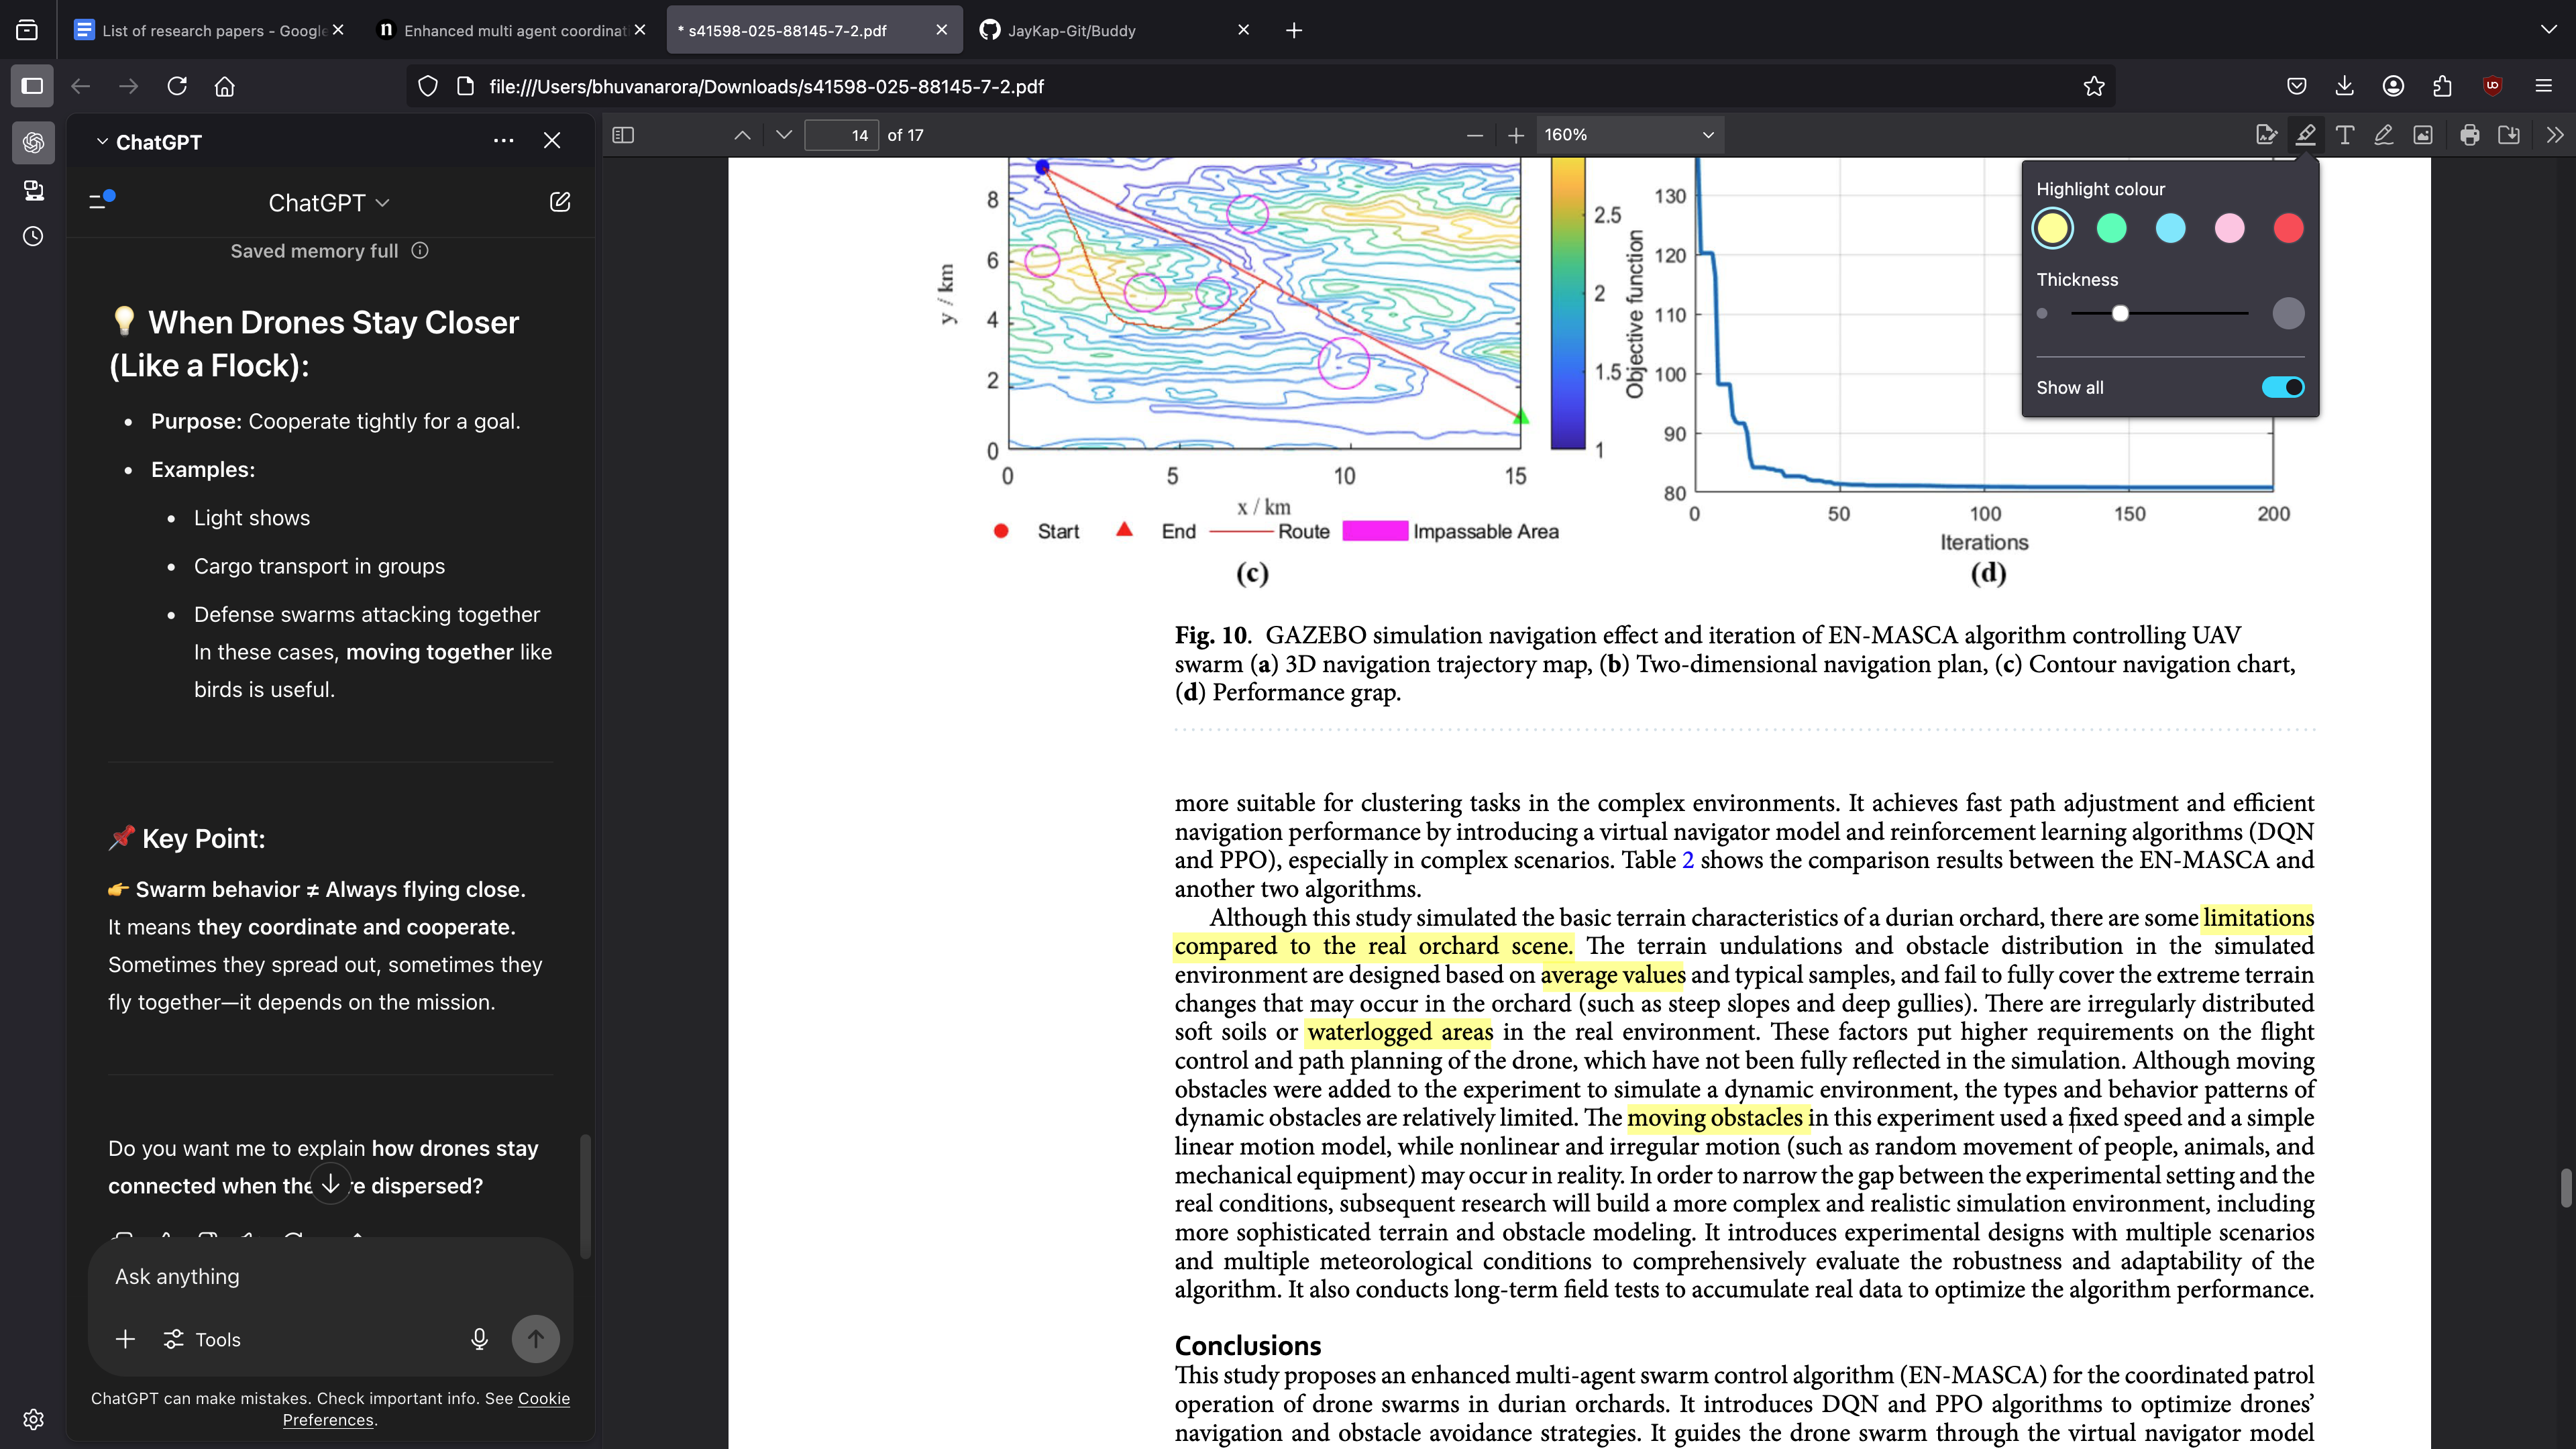 List of research papers - Google
Enhanced multi agent coordinat
* s41598-025-88145-7-2.pdf
JayKap-Git/Buddy
file:///Users/bhuvanarora/Downloads/s41598-025-88145-7-2.pdf
ChatGPT
ChatGPT
Saved memory full
💡 When Drones Stay Closer
(Like a Flock):
• Purpose: Cooperate tightly for a goal.
• Examples:
• Light shows
• Cargo transport in groups
• Defense swarms attacking together
In these cases, moving together like
birds is useful.
📌 Key Point:
👉 Swarm behavior ≠ Always flying close.
It means they coordinate and cooperate.
Sometimes they spread out, sometimes they
fly together—it depends on the mission.
Do you want me to explain how drones stay
connected when the re dispersed?
Ask anything
Tools
ChatGPT can make mistakes. Check important info. See Cookie
Preferences.
14 of 17
160%
Highlight colour
Thickness
Show all
8
6
4
2
0
y / km
0 5 10 15
x / km
2.5
2
1.5
1
Start End Route Impassable Area
(c)
Objective function
130
120
110
100
90
80
0 50 100 150 200
Iterations
(d)
Fig. 10. GAZEBO simulation navigation effect and iteration of EN-MASCA algorithm controlling UAV
swarm (a) 3D navigation trajectory map, (b) Two-dimensional navigation plan, (c) Contour navigation chart,
(d) Performance grap.
more suitable for clustering tasks in the complex environments. It achieves fast path adjustment and efficient
navigation performance by introducing a virtual navigator model and reinforcement learning algorithms (DQN
and PPO), especially in complex scenarios. Table 2 shows the comparison results between the EN-MASCA and
another two algorithms.
Although this study simulated the basic terrain characteristics of a durian orchard, there are some limitations
compared to the real orchard scene. The terrain undulations and obstacle distribution in the simulated
environment are designed based on average values and typical samples, and fail to fully cover the extreme terrain
changes that may occur in the orchard (such as steep slopes and deep gullies). There are irregularly distributed
soft soils or waterlogged areas in the real environment. These factors put higher requirements on the flight
control and path planning of the drone, which have not been fully reflected in the simulation. Although moving
obstacles were added to the experiment to simulate a dynamic environment, the types and behavior patterns of
dynamic obstacles are relatively limited. The moving obstacles in this experiment used a fixed speed and a simple
linear motion model, while nonlinear and irregular motion (such as random movement of people, animals, and
mechanical equipment) may occur in reality. In order to narrow the gap between the experimental setting and the
real conditions, subsequent research will build a more complex and realistic simulation environment, including
more sophisticated terrain and obstacle modeling. It introduces experimental designs with multiple scenarios
and multiple meteorological conditions to comprehensively evaluate the robustness and adaptability of the
algorithm. It also conducts long-term field tests to accumulate real data to optimize the algorithm performance.
Conclusions
This study proposes an enhanced multi-agent swarm control algorithm (EN-MASCA) for the coordinated patrol
operation of drone swarms in durian orchards. It introduces DQN and PPO algorithms to optimize drones’
navigation and obstacle avoidance strategies. It guides the drone swarm through the virtual navigator model